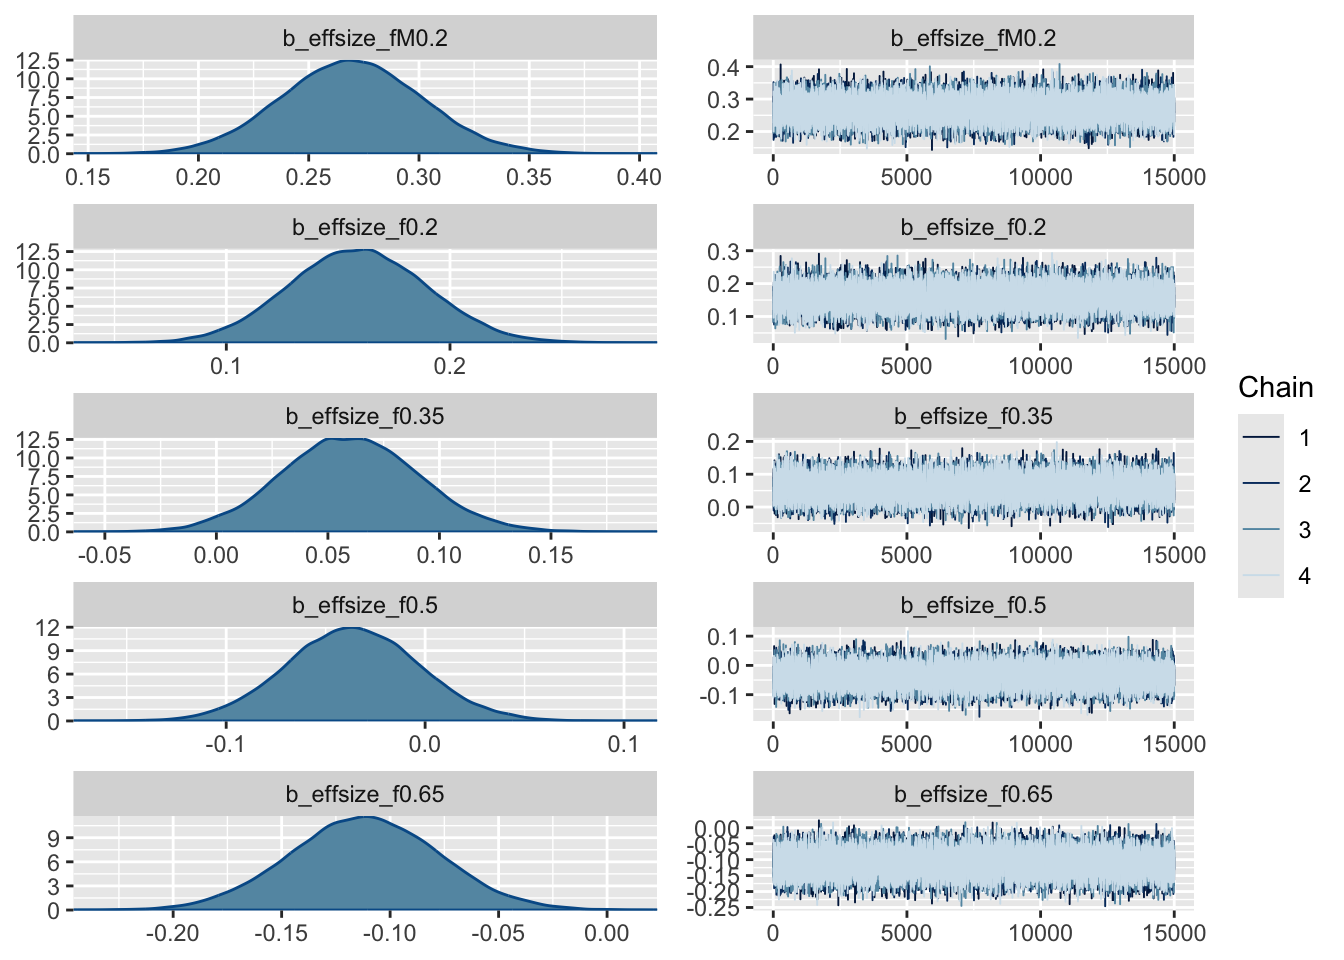 b_effsize_fM0.2
12.5
10.0
7.5
5.0
2.5
0.0
0.15 0.20 0.25 0.30 0.35 0.40
b_effsize_fM0.2
0.4
0.3
0.2
0 5000 10000 15000
b_effsize_f0.2
12.5
10.0
7.5
5.0
2.5
0.0
0.1 0.2
b_effsize_f0.2
0.3
0.2
0.1
0 5000 10000 15000
b_effsize_f0.35
12.5
10.0
7.5
5.0
2.5
0.0
-0.05 0.00 0.05 0.10 0.15
b_effsize_f0.35
0.2
0.1
0.0
0 5000 10000 15000
b_effsize_f0.5
12
9
6
3
0
-0.1 0.0 0.1
b_effsize_f0.5
0.1
0.0
-0.1
0 5000 10000 15000
b_effsize_f0.65
9
6
3
0
-0.20 -0.15 -0.10 -0.05 0.00
b_effsize_f0.65
0.00
-0.05
-0.10
-0.15
-0.20
-0.25
0 5000 10000 15000
Chain
1
2
3
4